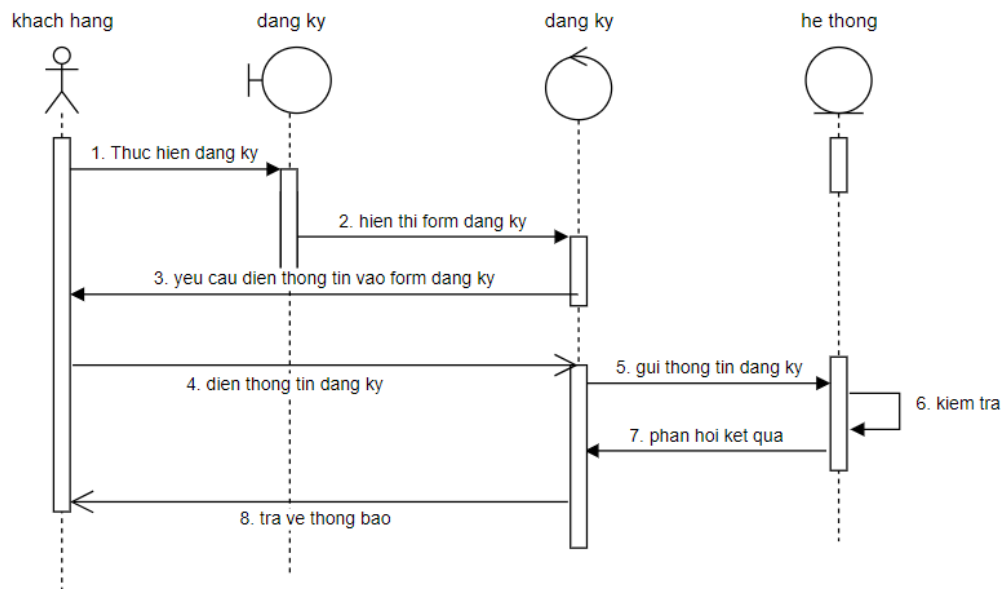 khach hang
dang ky
dang ky
he thong
1. Thuc hien dang ky
2. hien thi form dang ky
3. yeu cau dien thong tin vao form dang ky
4. dien thong tin dang ky
5. gui thong tin dang ky
6. kiem tra
7. phan hoi ket qua
8. tra ve thong bao